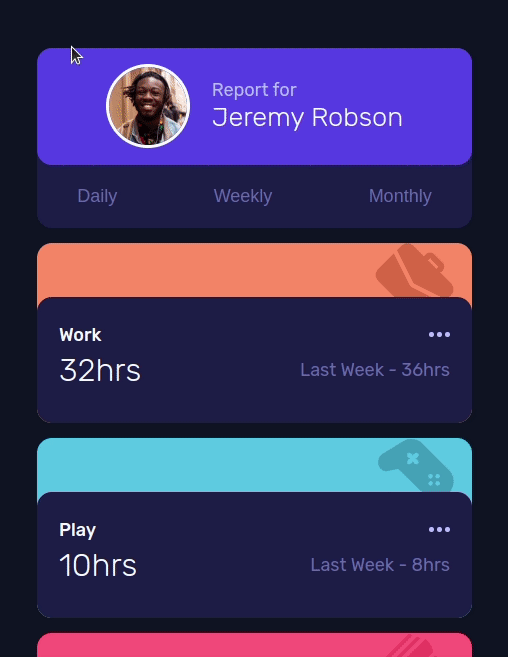 Report for
Jeremy Robson
Daily Weekly Monthly
Work
32hrs Last Week - 36hrs
Play
10hrs Last Week - 8hrs